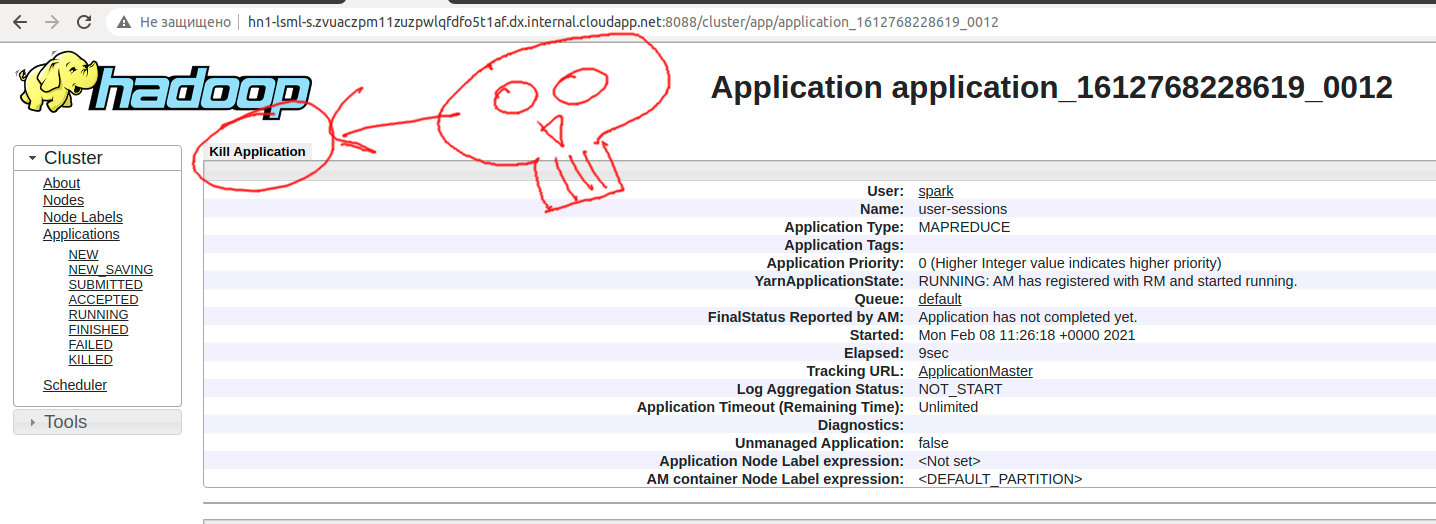 Не защищено hn1-lsml-s.zvuaczpm11zuzpwlqfdfo5t1af.dx.internal.cloudapp.net:8088/cluster/app/application_1612768228619_0012
hadoop
Application application_1612768228619_0012
Cluster
About
Nodes
Node Labels
Applications
NEW
NEW_SAVING
SUBMITTED
ACCEPTED
RUNNING
FINISHED
FAILED
KILLED
Scheduler
Tools
Kill Application
User: spark
Name: user-sessions
Application Type: MAPREDUCE
Application Tags:
Application Priority: 0 (Higher Integer value indicates higher priority)
YarnApplicationState: RUNNING: AM has registered with RM and started running.
Queue: default
FinalStatus Reported by AM: Application has not completed yet.
Started: Mon Feb 08 11:26:18 +0000 2021
Elapsed: 9sec
Tracking URL: ApplicationMaster
Log Aggregation Status: NOT_START
Application Timeout (Remaining Time): Unlimited
Diagnostics:
Unmanaged Application: false
Application Node Label expression: <Not set>
AM container Node Label expression: <DEFAULT_PARTITION>